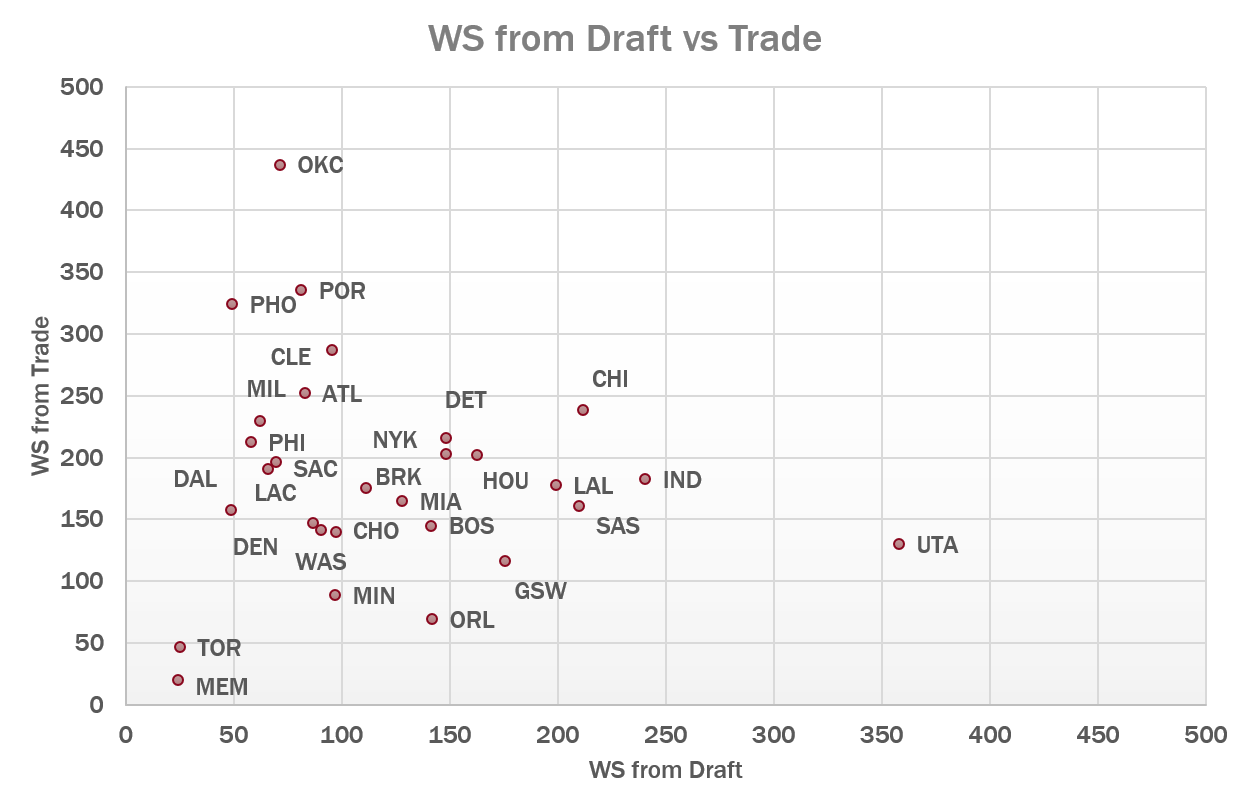 WS from Draft vs Trade
500
450
400
350
300
250
200
150
100
50
0
WS from Trade
OKC
POR
PHO
CLE
CHI
MIL
ATL
DET
NYK
PHI
SAC
BRK
DAL
LAC
HOU
LAL
IND
MIA
BOS
SAS
CHO
DEN
UTA
WAS
GSW
MIN
ORL
TOR
MEM
0
50
100
150
200
250
300
350
400
450
500
WS from Draft